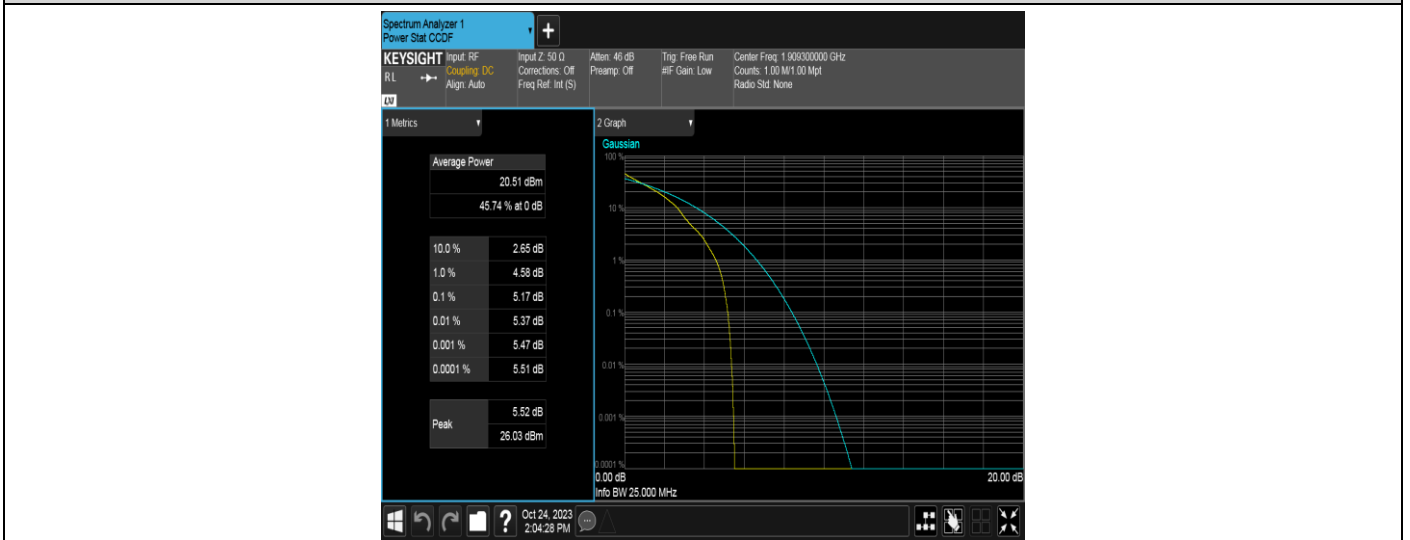 Spectrum Analyzer 1
Power Stat CCDF
+
KEYSIGHT
RL
LXI
Input: RF
Coupling: DC
Align: Auto
Input Z: 50 Ω
Corrections: Off
Freq Ref: Int (S)
Atten: 46 dB
Preamp: Off
Trig: Free Run
#IF Gain: Low
Center Freq: 1.909300000 GHz
Counts: 1.00 M/1.00 Mpt
Radio Std: None
1 Metrics
Average Power
20.51 dBm
45.74 % at 0 dB
10.0 % 2.65 dB
1.0 % 4.58 dB
0.1 % 5.17 dB
0.01 % 5.37 dB
0.001 % 5.47 dB
0.0001 % 5.51 dB
Peak
5.52 dB
26.03 dBm
2 Graph
Gaussian
100 %
10 %
1 %
0.1 %
0.01 %
0.001 %
0.0001 %
0.00 dB 20.00 dB
Info BW 25.000 MHz
?
Oct 24, 2023
2:04:28 PM